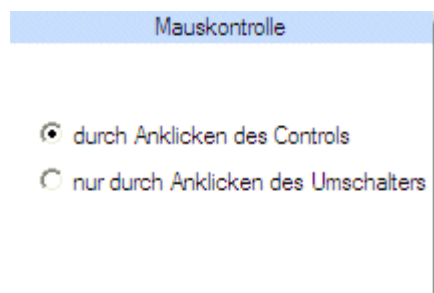 Mauskontrolle
durch Anklicken des Controls
nur durch Anklicken des Umschalters